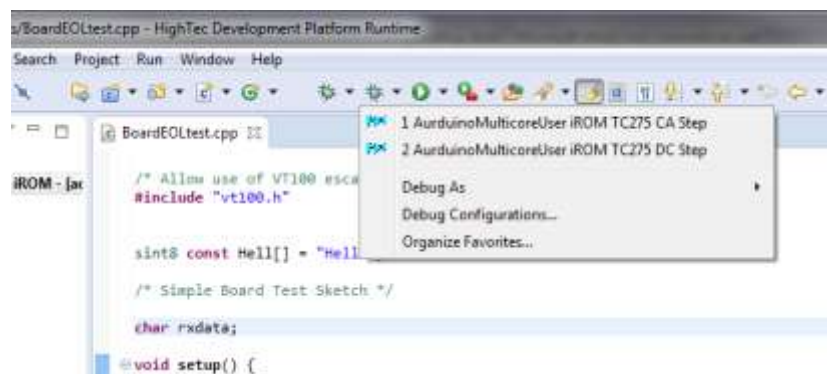 s/BoardEOLtest.cpp - HighTec Development Platform Runtime
Search Project Run Window Help
BoardEOLtest.cpp
1 AurduinoMulticoreUser iROM TC275 CA Step
2 AurduinoMulticoreUser iROM TC275 DC Step
iROM - [ac
/* Allow use of VT100 esca
Debug As
#include "vt100.h"
Debug Configurations...
Organize Favorites...
sint8 const Hell[] = "Hell
/* Simple Board Test Sketch */
char rxdata;
void setup() {